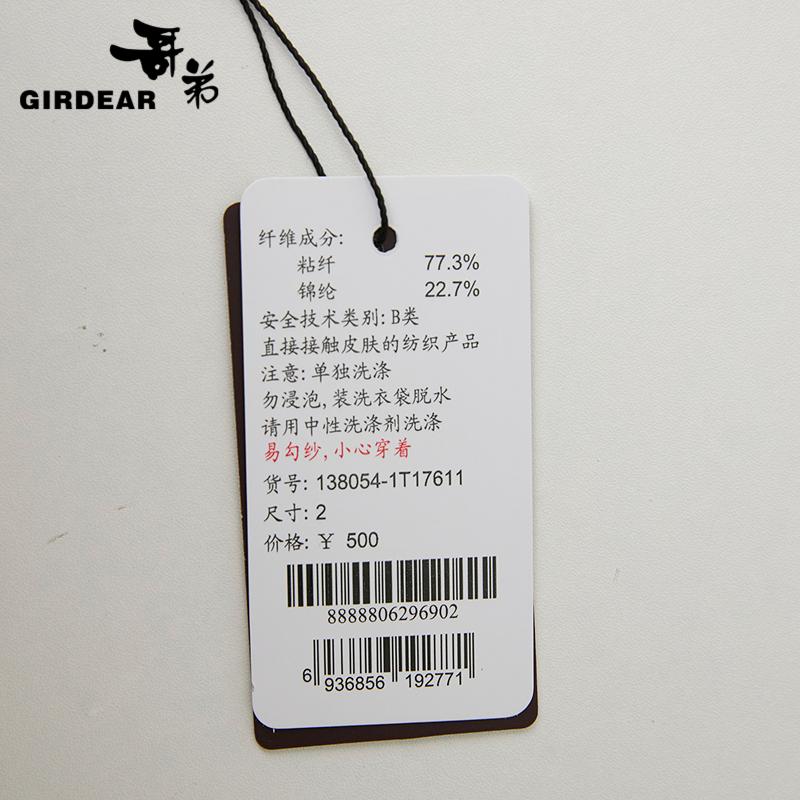 哥弟
GIRDEAR
纤维成分:
粘纤 77.3%
锦纶 22.7%
安全技术类别: B类
直接接触皮肤的纺织产品
注意: 单独洗涤
勿浸泡, 装洗衣袋脱水
请用中性洗涤剂洗涤
易勾纱, 小心穿着
货号: 138054-1T17611
尺寸: 2
价格: ￥ 500
8888806296902
6 936856 192771